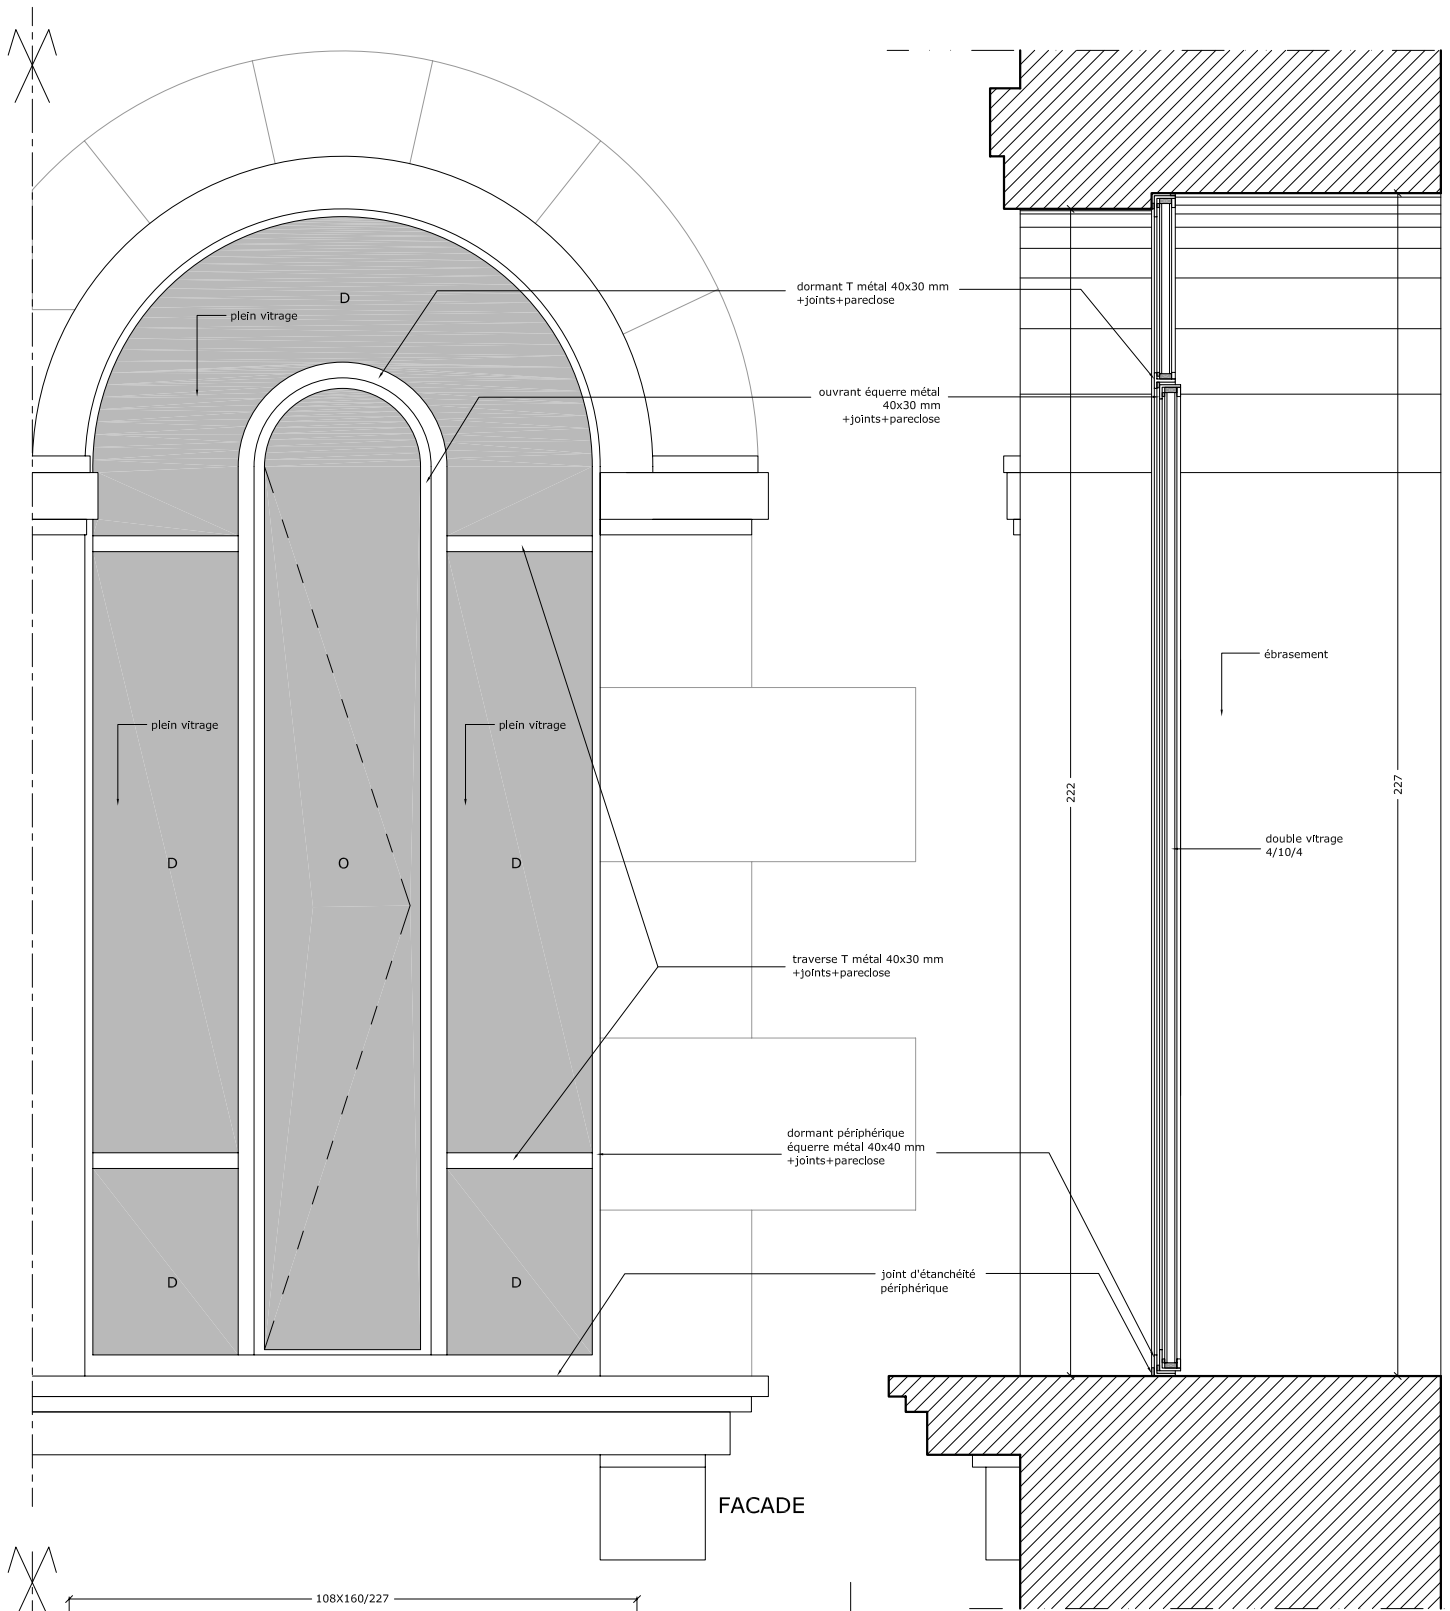 D
plein vitrage
dormant T métal 40x30 mm
+joints+pareclose
ouvrant équerre métal
40x30 mm
+joints+pareclose
ébrasement
plein vitrage
plein vitrage
222
227
double vitrage
4/10/4
D
O
D
traverse T métal 40x30 mm
+joints+pareclose
dormant périphérique
équerre métal 40x40 mm
+joints+pareclose
joint d'étanchéité
périphérique
D
D
FACADE
108X160/227